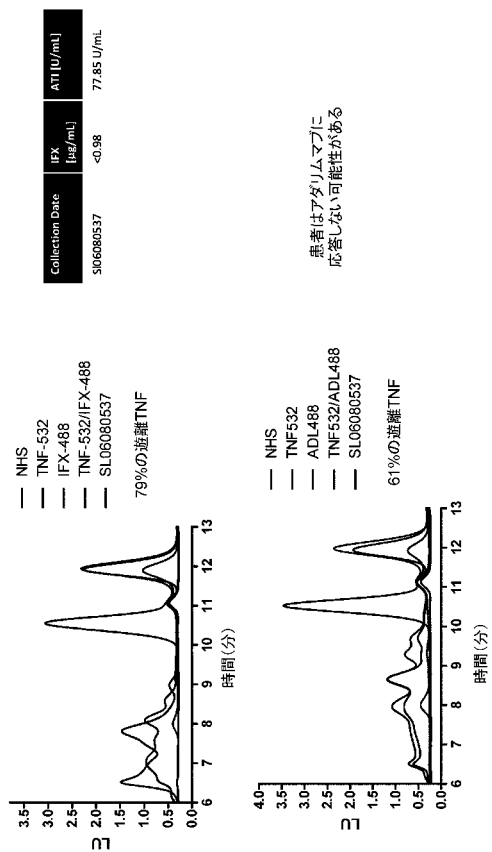 3.5
3.0
2.5
2.0
1.5
1.0
0.5
0.0
LU
6 7 8 9 10 11 12 13
時間(分)
NHS
TNF-532
IFX-488
TNF-532/IFX-488
SL06080537
79%の遊離TNF
Collection Date IFX [µg/mL] ATI [U/mL]
SI06080537 <0.98 77.85 U/mL
4.0
3.5
3.0
2.5
2.0
1.5
1.0
0.5
0.0
LU
6 7 8 9 10 11 12 13
時間(分)
NHS
TNF532
ADL488
TNF532/ADL488
SL06080537
61%の遊離TNF
患者はアダリムマブに
応答しない可能性がある